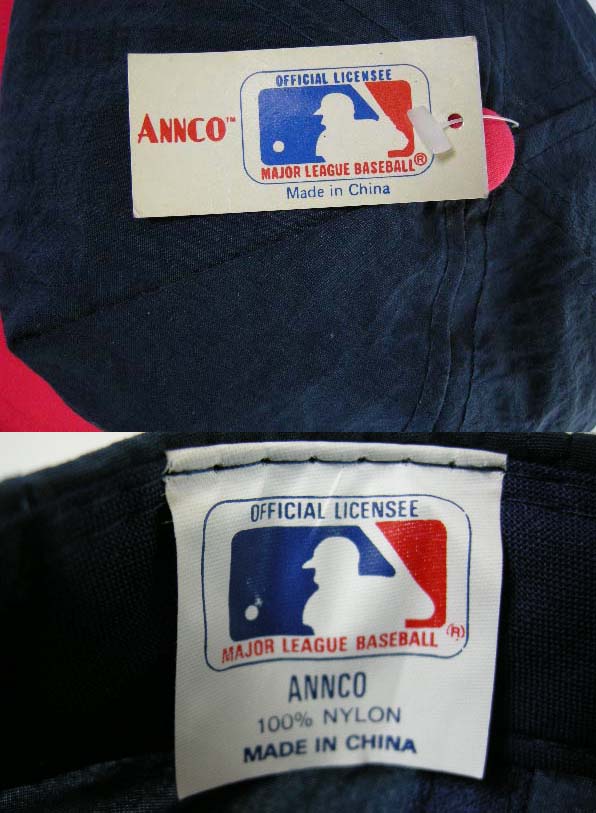 OFFICIAL LICENSEE
ANNCO™
MAJOR LEAGUE BASEBALL®
Made in China
OFFICIAL LICENSEE
MAJOR LEAGUE BASEBALL (R)
ANNCO
100% NYLON
MADE IN CHINA